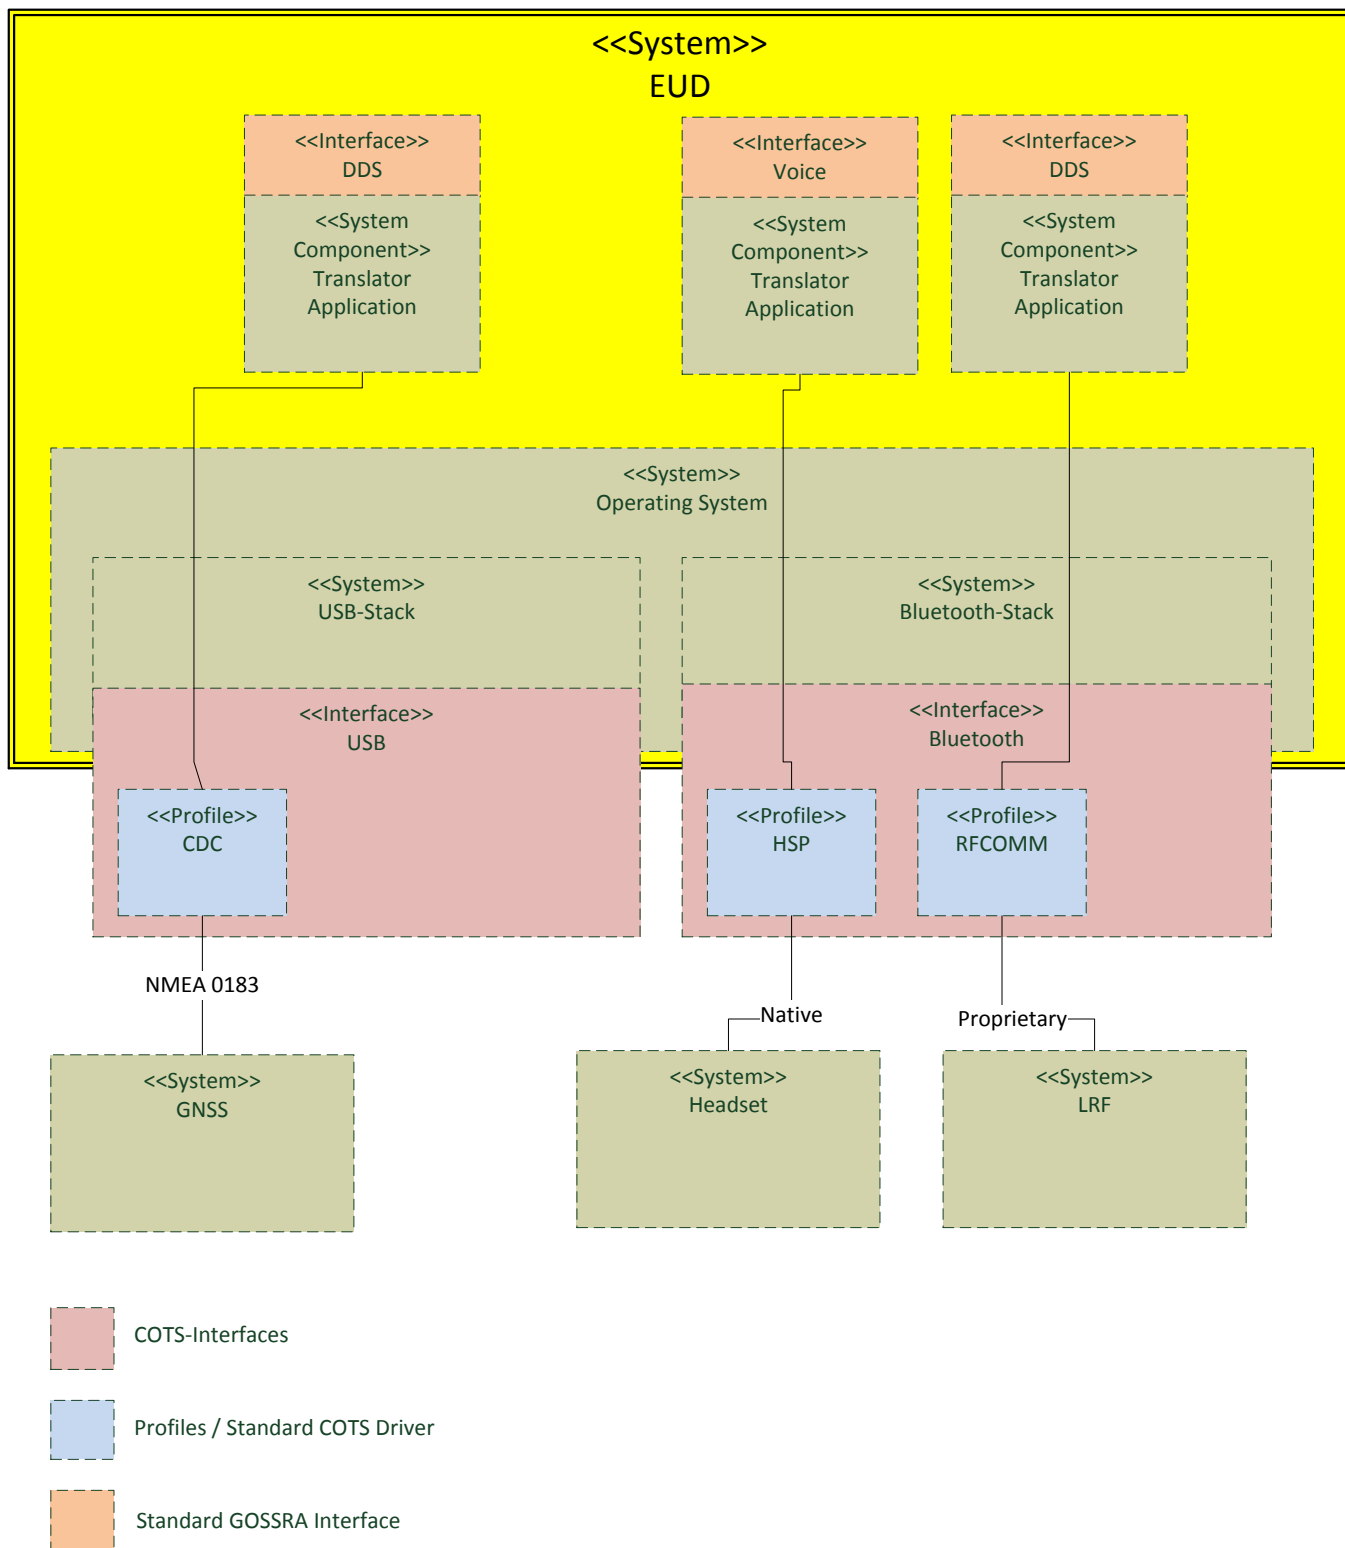 <<System>>
EUD
<<Interface>>
DDS
<<System
Component>>
Translator
Application
<<Interface>>
Voice
<<System
Component>>
Translator
Application
<<Interface>>
DDS
<<System
Component>>
Translator
Application
<<System>>
Operating System
<<System>>
USB-Stack
<<System>>
Bluetooth-Stack
<<Interface>>
USB
<<Interface>>
Bluetooth
<<Profile>>
CDC
<<Profile>>
HSP
<<Profile>>
RFCOMM
NMEA 0183
Native
Proprietary
<<System>>
GNSS
<<System>>
Headset
<<System>>
LRF
COTS-Interfaces
Profiles / Standard COTS Driver
Standard GOSSRA Interface